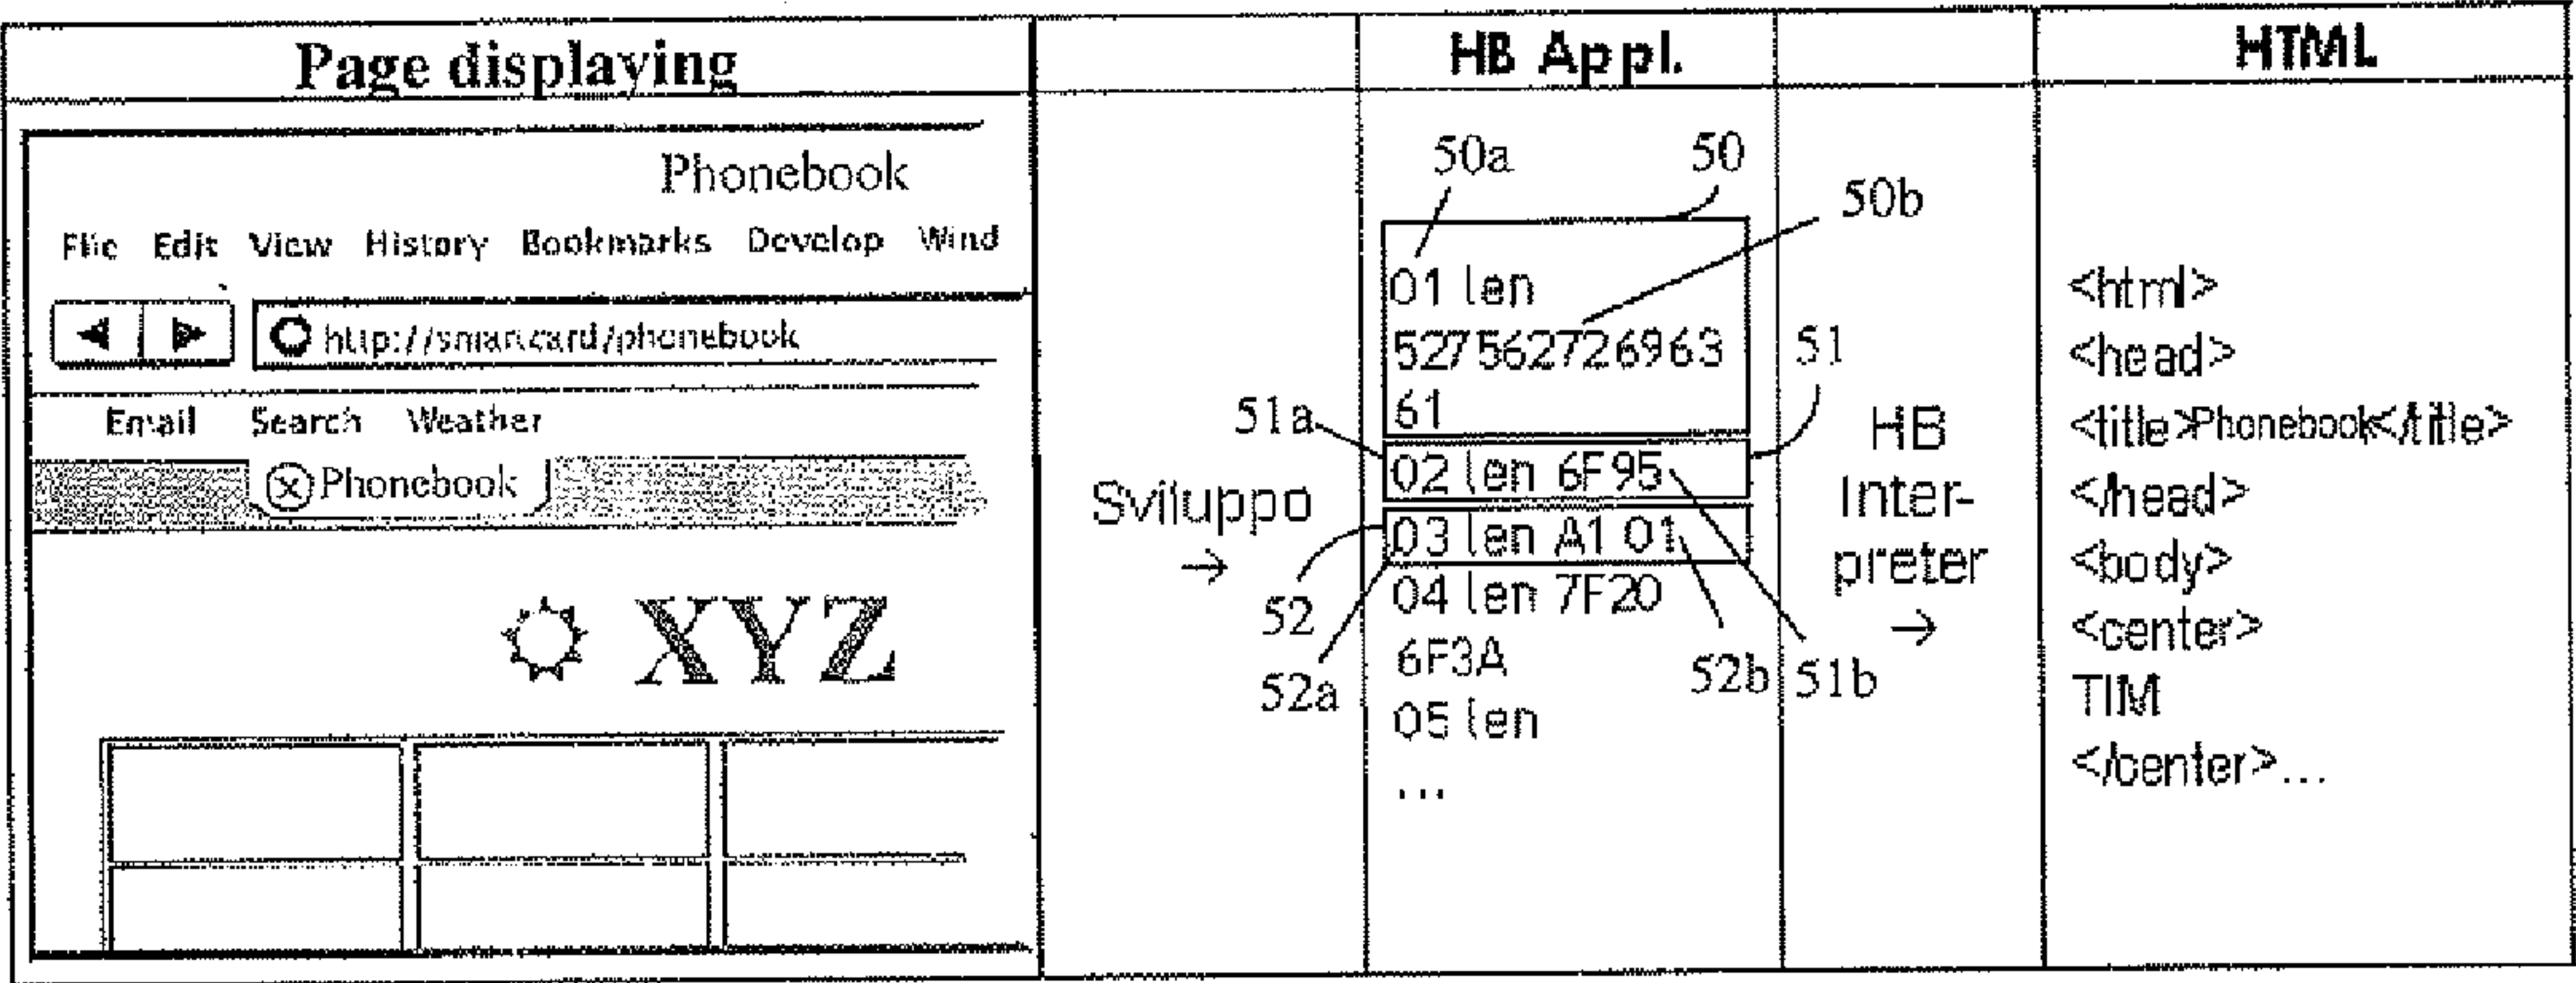 Page displaying
HB Appl.
HTML
Phonebook
File Edit View History Bookmarks Develop Wind
http://smartcard/phonebook
Email Search Weather
Phonebook
XYZ
Sviluppo
→
50a
50
50b
01 len
527562726963
61
51
51a
02 len 6F95
03 len A1 01
52
04 len 7F20
52a
6F3A
52b
51b
05 len
...
HB
Inter-
preter
→
<html>
<head>
<title>Phonebook</title>
</head>
<body>
<center>
TIM
</center>...